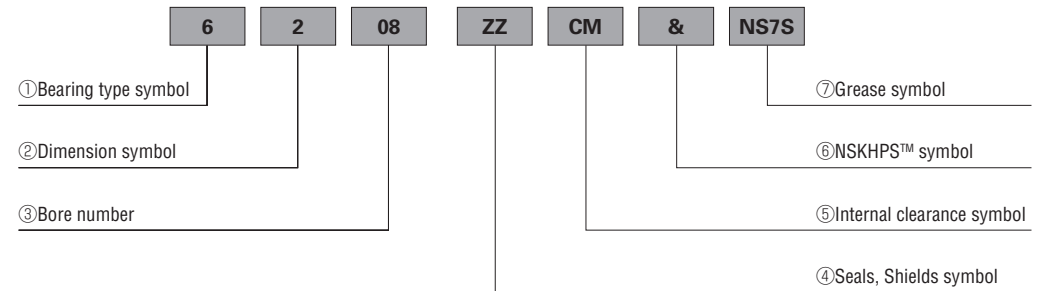 6 2 08 ZZ CM & NS7S
①Bearing type symbol
⑦Grease symbol
②Dimension symbol
⑥NSKHPS™ symbol
③Bore number
⑤Internal clearance symbol
④Seals, Shields symbol